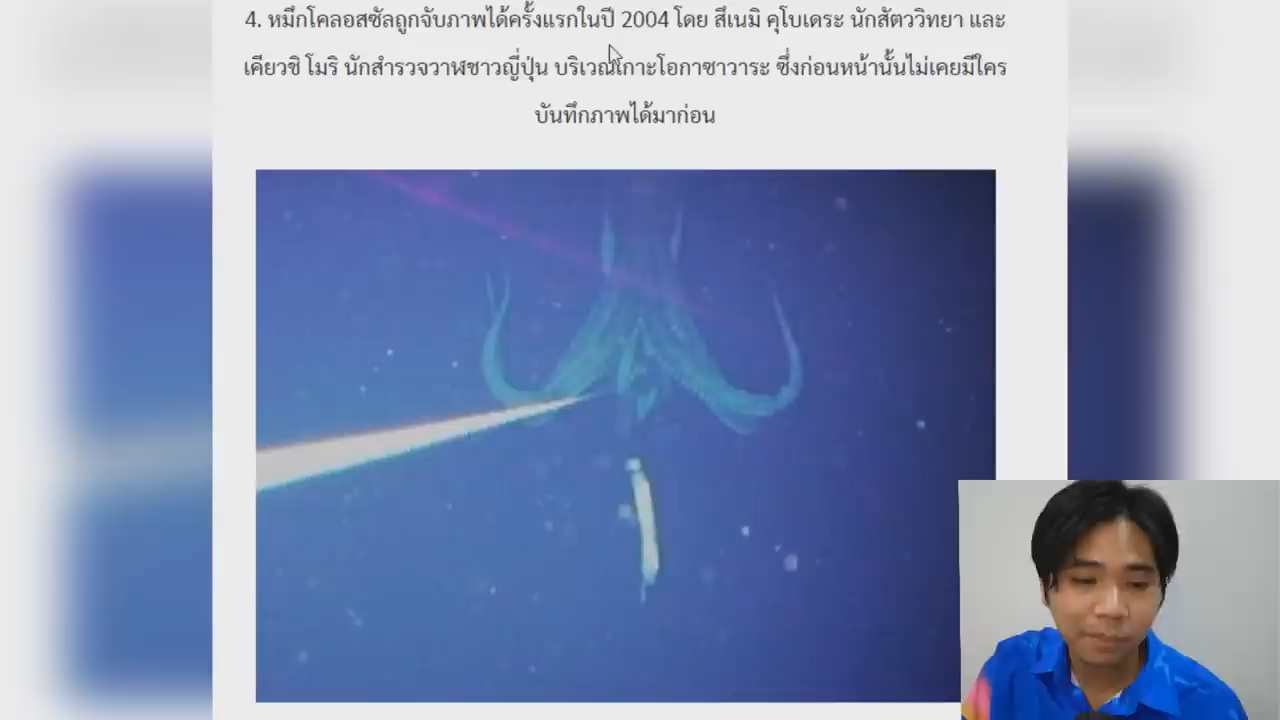 4. หมึกโคลอสซัลถูกจับภาพได้ครั้งแรกในปี 2004 โดย สึเนมิ คุโบเดระ นักสัตววิทยา และ
เคียวชิ โมริ นักสำรวจวาฬชาวญี่ปุ่น บริเวณเกาะโอกาซาวาระ ซึ่งก่อนหน้านั้นไม่เคยมีใคร
บันทึกภาพได้มาก่อน